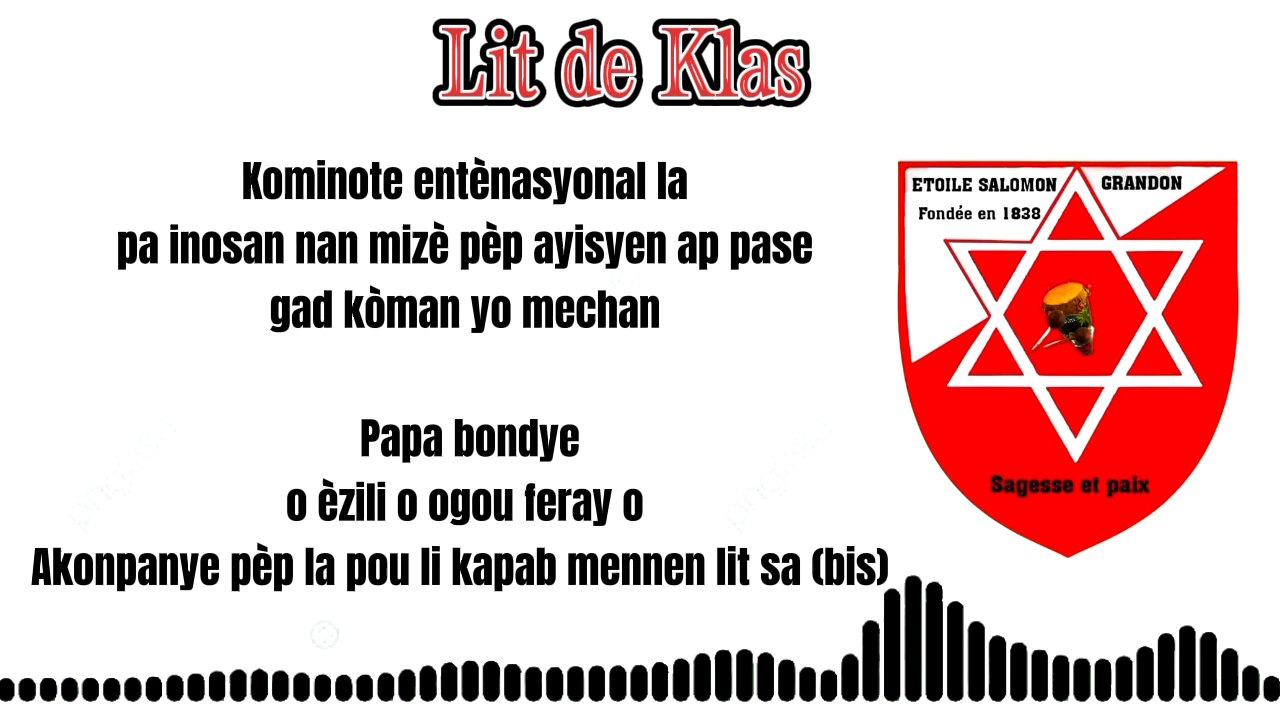 Lit de Klas
Kominote entènasyonal la
pa inosan nan mizè pèp ayisyen ap pase
gad kòman yo mechan
Papa bondye
o èzili o ogou feray o
Akonpanye pèp la pou li kapab mennen lit sa (bis)
ETOILE SALOMON GRANDON
Fondée en 1838
Sagesse et paix